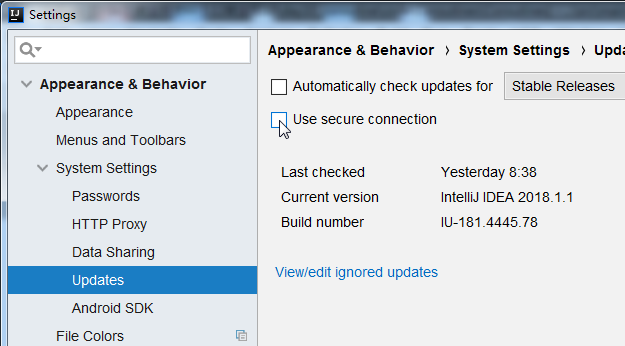 IJ Settings
Appearance & Behavior
Appearance
Menus and Toolbars
System Settings
Passwords
HTTP Proxy
Data Sharing
Updates
Android SDK
File Colors
Appearance & Behavior › System Settings › Upda
Automatically check updates for Stable Releases
Use secure connection
Last checked Yesterday 8:38
Current version IntelliJ IDEA 2018.1.1
Build number IU-181.4445.78
View/edit ignored updates